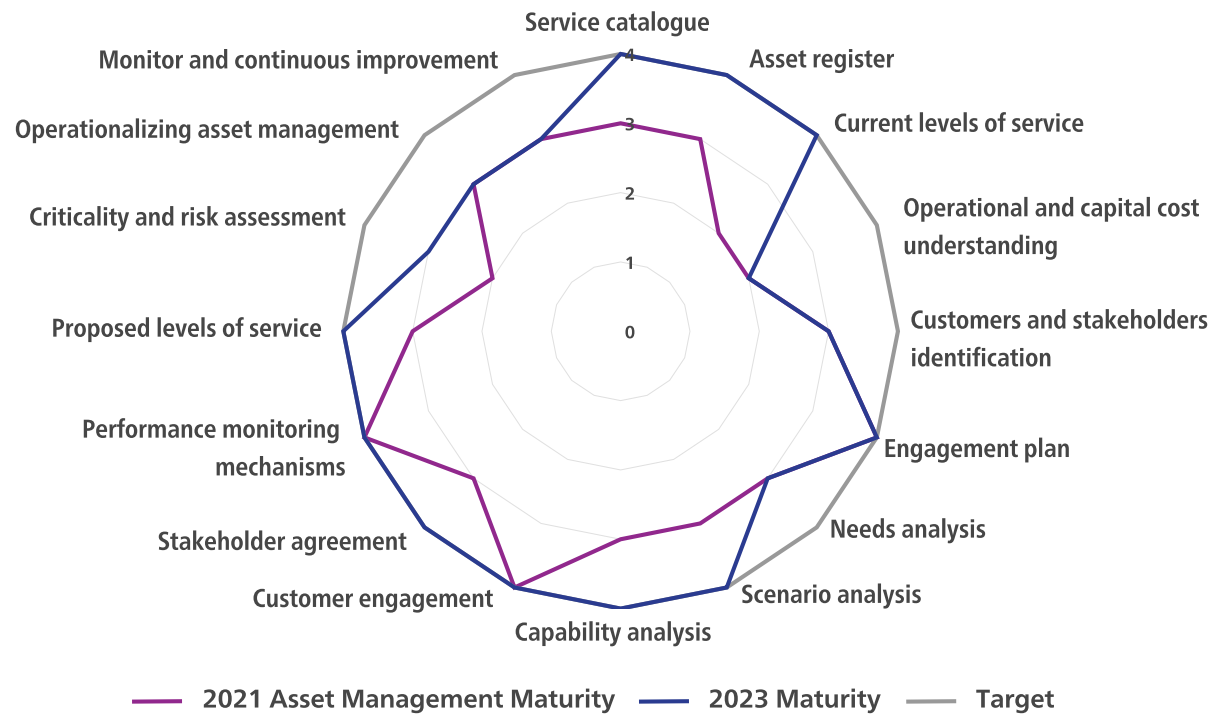 Service catalogue
Monitor and continuous improvement
4
Asset register
Operationalizing asset management
3
Current levels of service
Criticality and risk assessment
2
Operational and capital cost
understanding
1
Proposed levels of service
0
Customers and stakeholders
identification
Performance monitoring
mechanisms
Engagement plan
Stakeholder agreement
Needs analysis
Customer engagement
Scenario analysis
Capability analysis
2021 Asset Management Maturity
2023 Maturity
Target